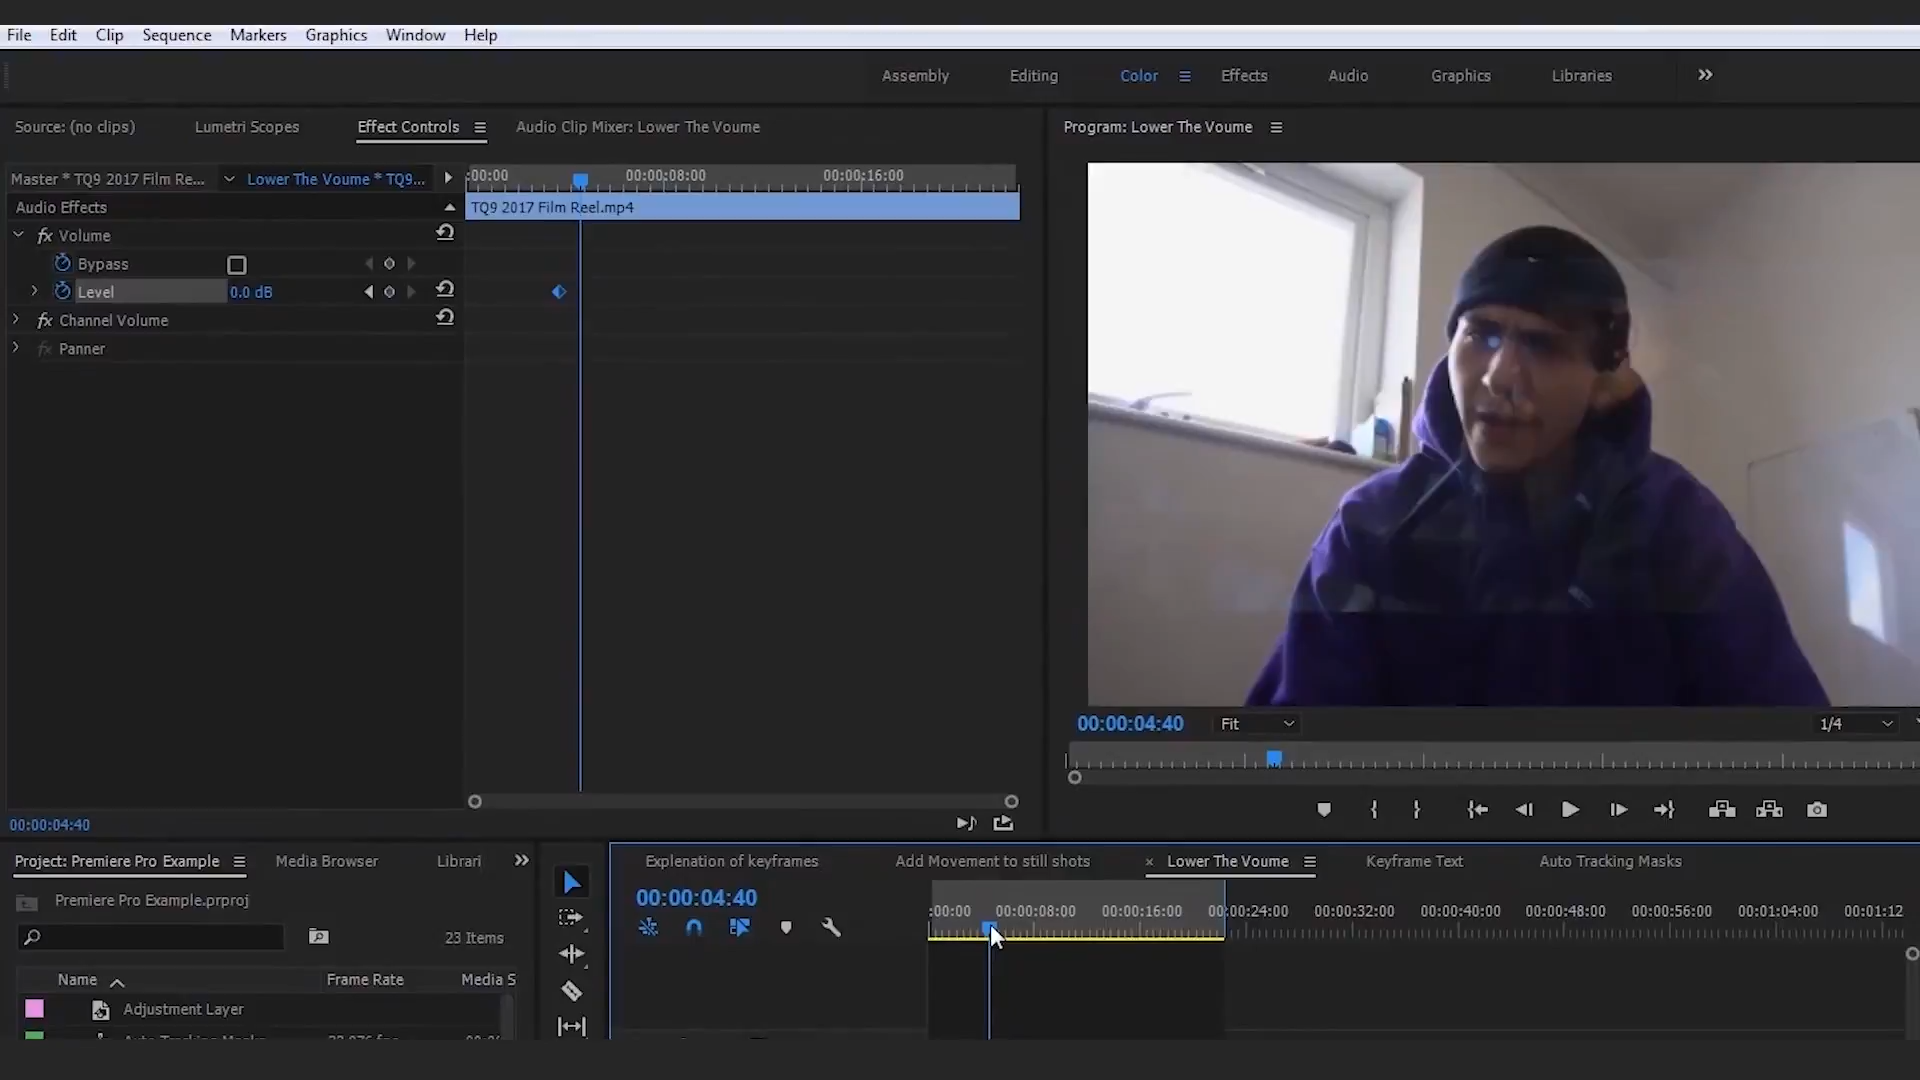 File Edit Clip Sequence Markers Graphics Window Help
Assembly Editing Color Effects Audio Graphics Libraries
Source: (no clips) Lumetri Scopes Effect Controls Audio Clip Mixer: Lower The Voume
Program: Lower The Voume
Master * TQ9 2017 Film Re... Lower The Voume * TQ9...
:00:00 00:00:08:00 00:00:16:00
Audio Effects
TQ9 2017 Film Reel.mp4
fx Volume
Bypass
Level 0.0 dB
fx Channel Volume
fx Panner
00:00:04:40 Fit 1/4
00:00:04:40
Project: Premiere Pro Example Media Browser Librari
Premiere Pro Example.prproj
23 Items
Name Frame Rate Media S
Adjustment Layer
Explenation of keyframes Add Movement to still shots × Lower The Voume Keyframe Text Auto Tracking Masks
00:00:04:40
:00:00 00:00:08:00 00:00:16:00 00:00:24:00 00:00:32:00 00:00:40:00 00:00:48:00 00:00:56:00 00:01:04:00 00:01:12